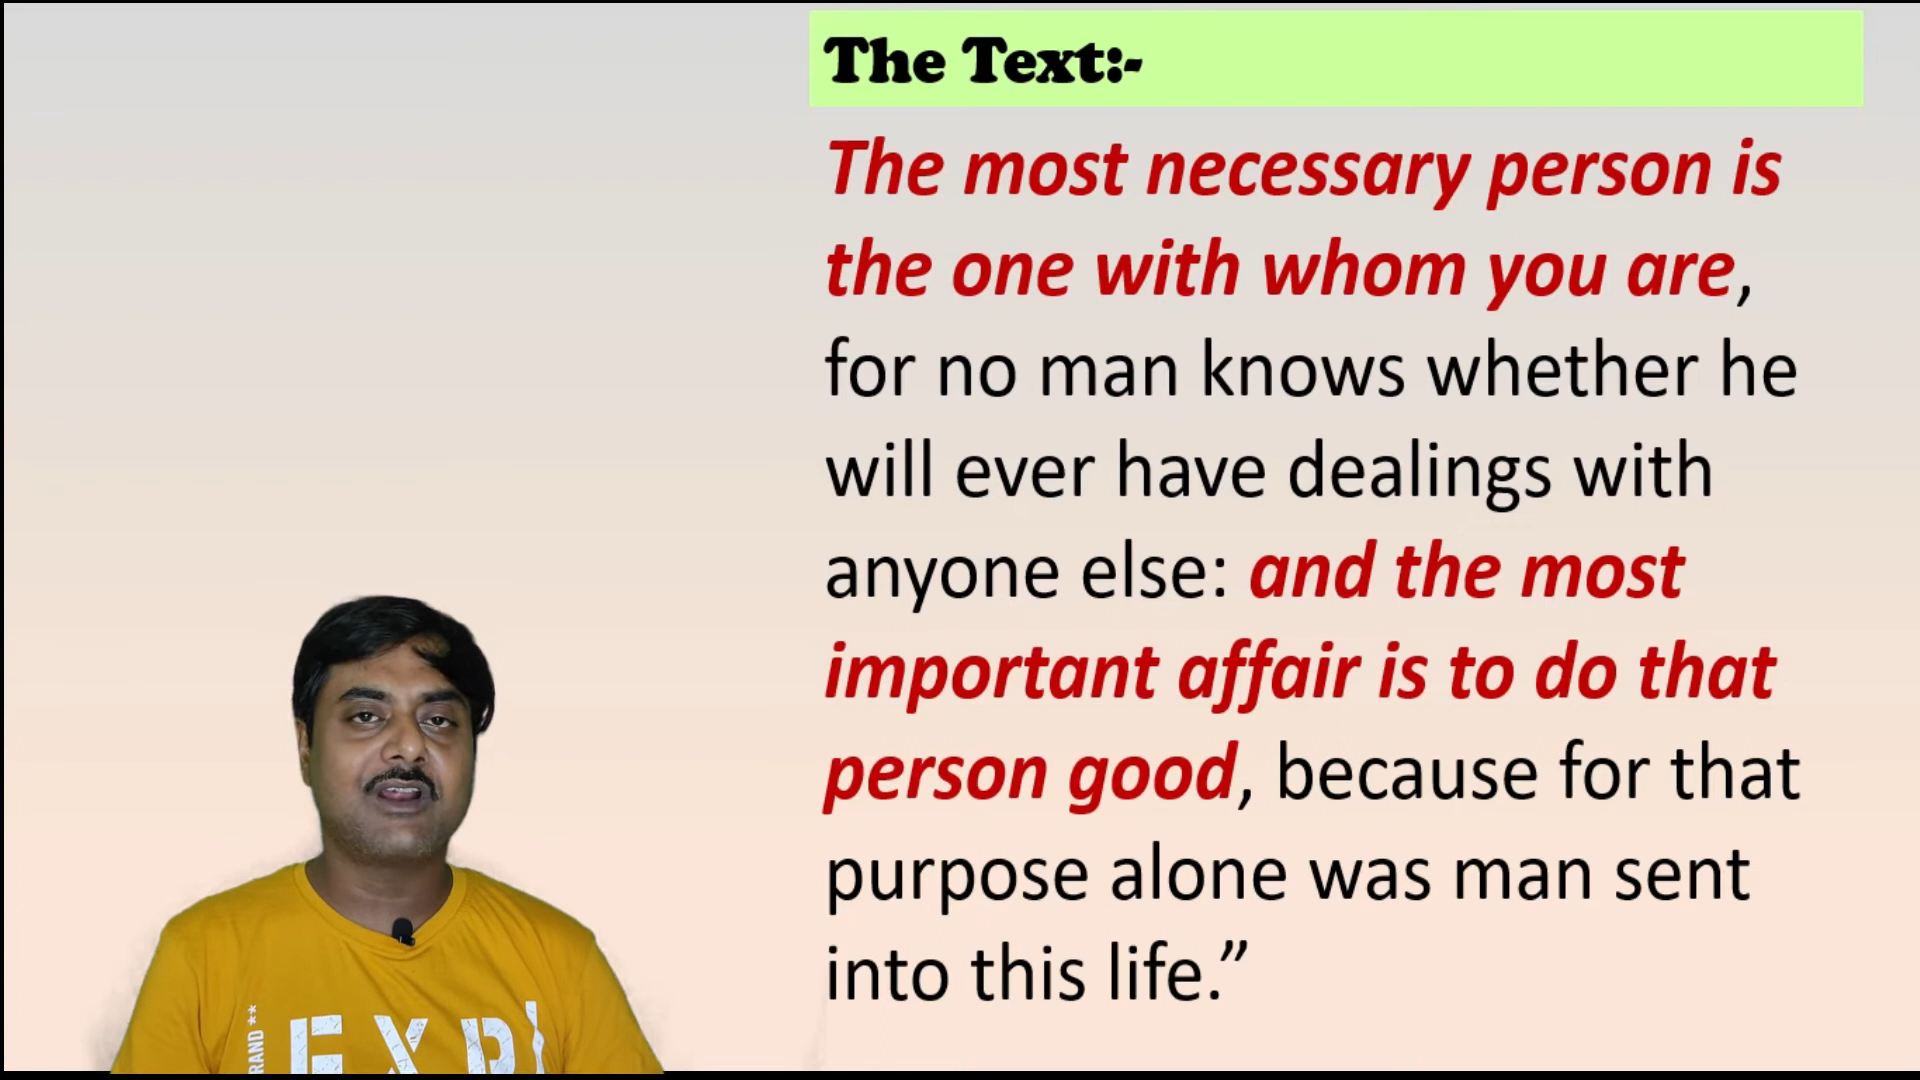 The Text:-
The most necessary person is
the one with whom you are,
for no man knows whether he
will ever have dealings with
anyone else: and the most
important affair is to do that
person good, because for that
purpose alone was man sent
into this life.”
RAND **